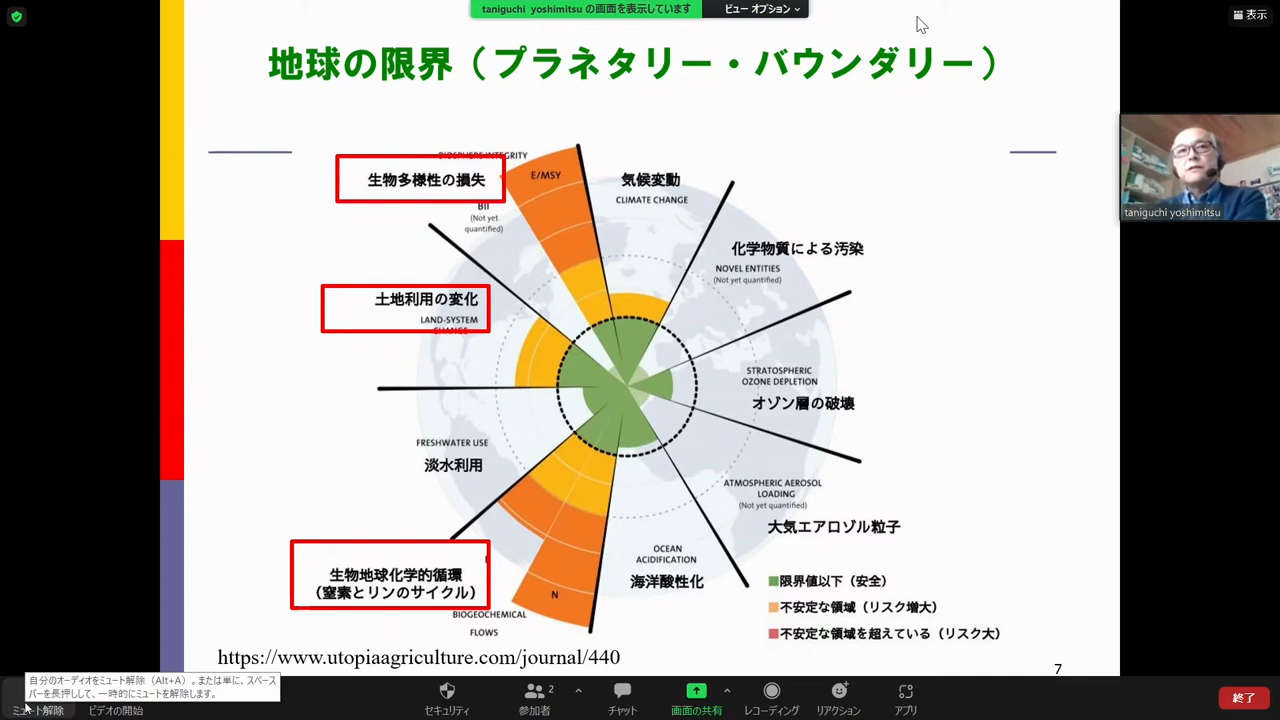 taniguchi yoshimitsu の画面を表示しています
ビュー オプション
表示
地球の限界（プラネタリー・バウンダリー）
BIOSPHERE INTEGRITY
生物多様性の損失
E/MSY
BII
(Not yet
quantified)
気候変動
CLIMATE CHANGE
化学物質による汚染
NOVEL ENTITIES
(Not yet quantified)
taniguchi yoshimitsu
土地利用の変化
LAND-SYSTEM
CHANGE
STRATOSPHERIC
OZONE DEPLETION
オゾン層の破壊
FRESHWATER USE
淡水利用
ATMOSPHERIC AEROSOL
LOADING
(Not yet quantified)
大気エアロゾル粒子
OCEAN
ACIDIFICATION
海洋酸性化
生物地球化学的循環
（窒素とリンのサイクル）
N
BIOGEOCHEMICAL
FLOWS
限界値以下（安全）
不安定な領域（リスク増大）
不安定な領域を超えている（リスク大）
https://www.utopiaagriculture.com/journal/440
7
自分のオーディオをミュート解除（Alt+A）。または単に、スペース
バーを長押しして、一時的にミュートを解除します。
ミュート解除
ビデオの開始
セキュリティ
2
参加者
チャット
画面の共有
レコーディング
リアクション
アプリ
終了